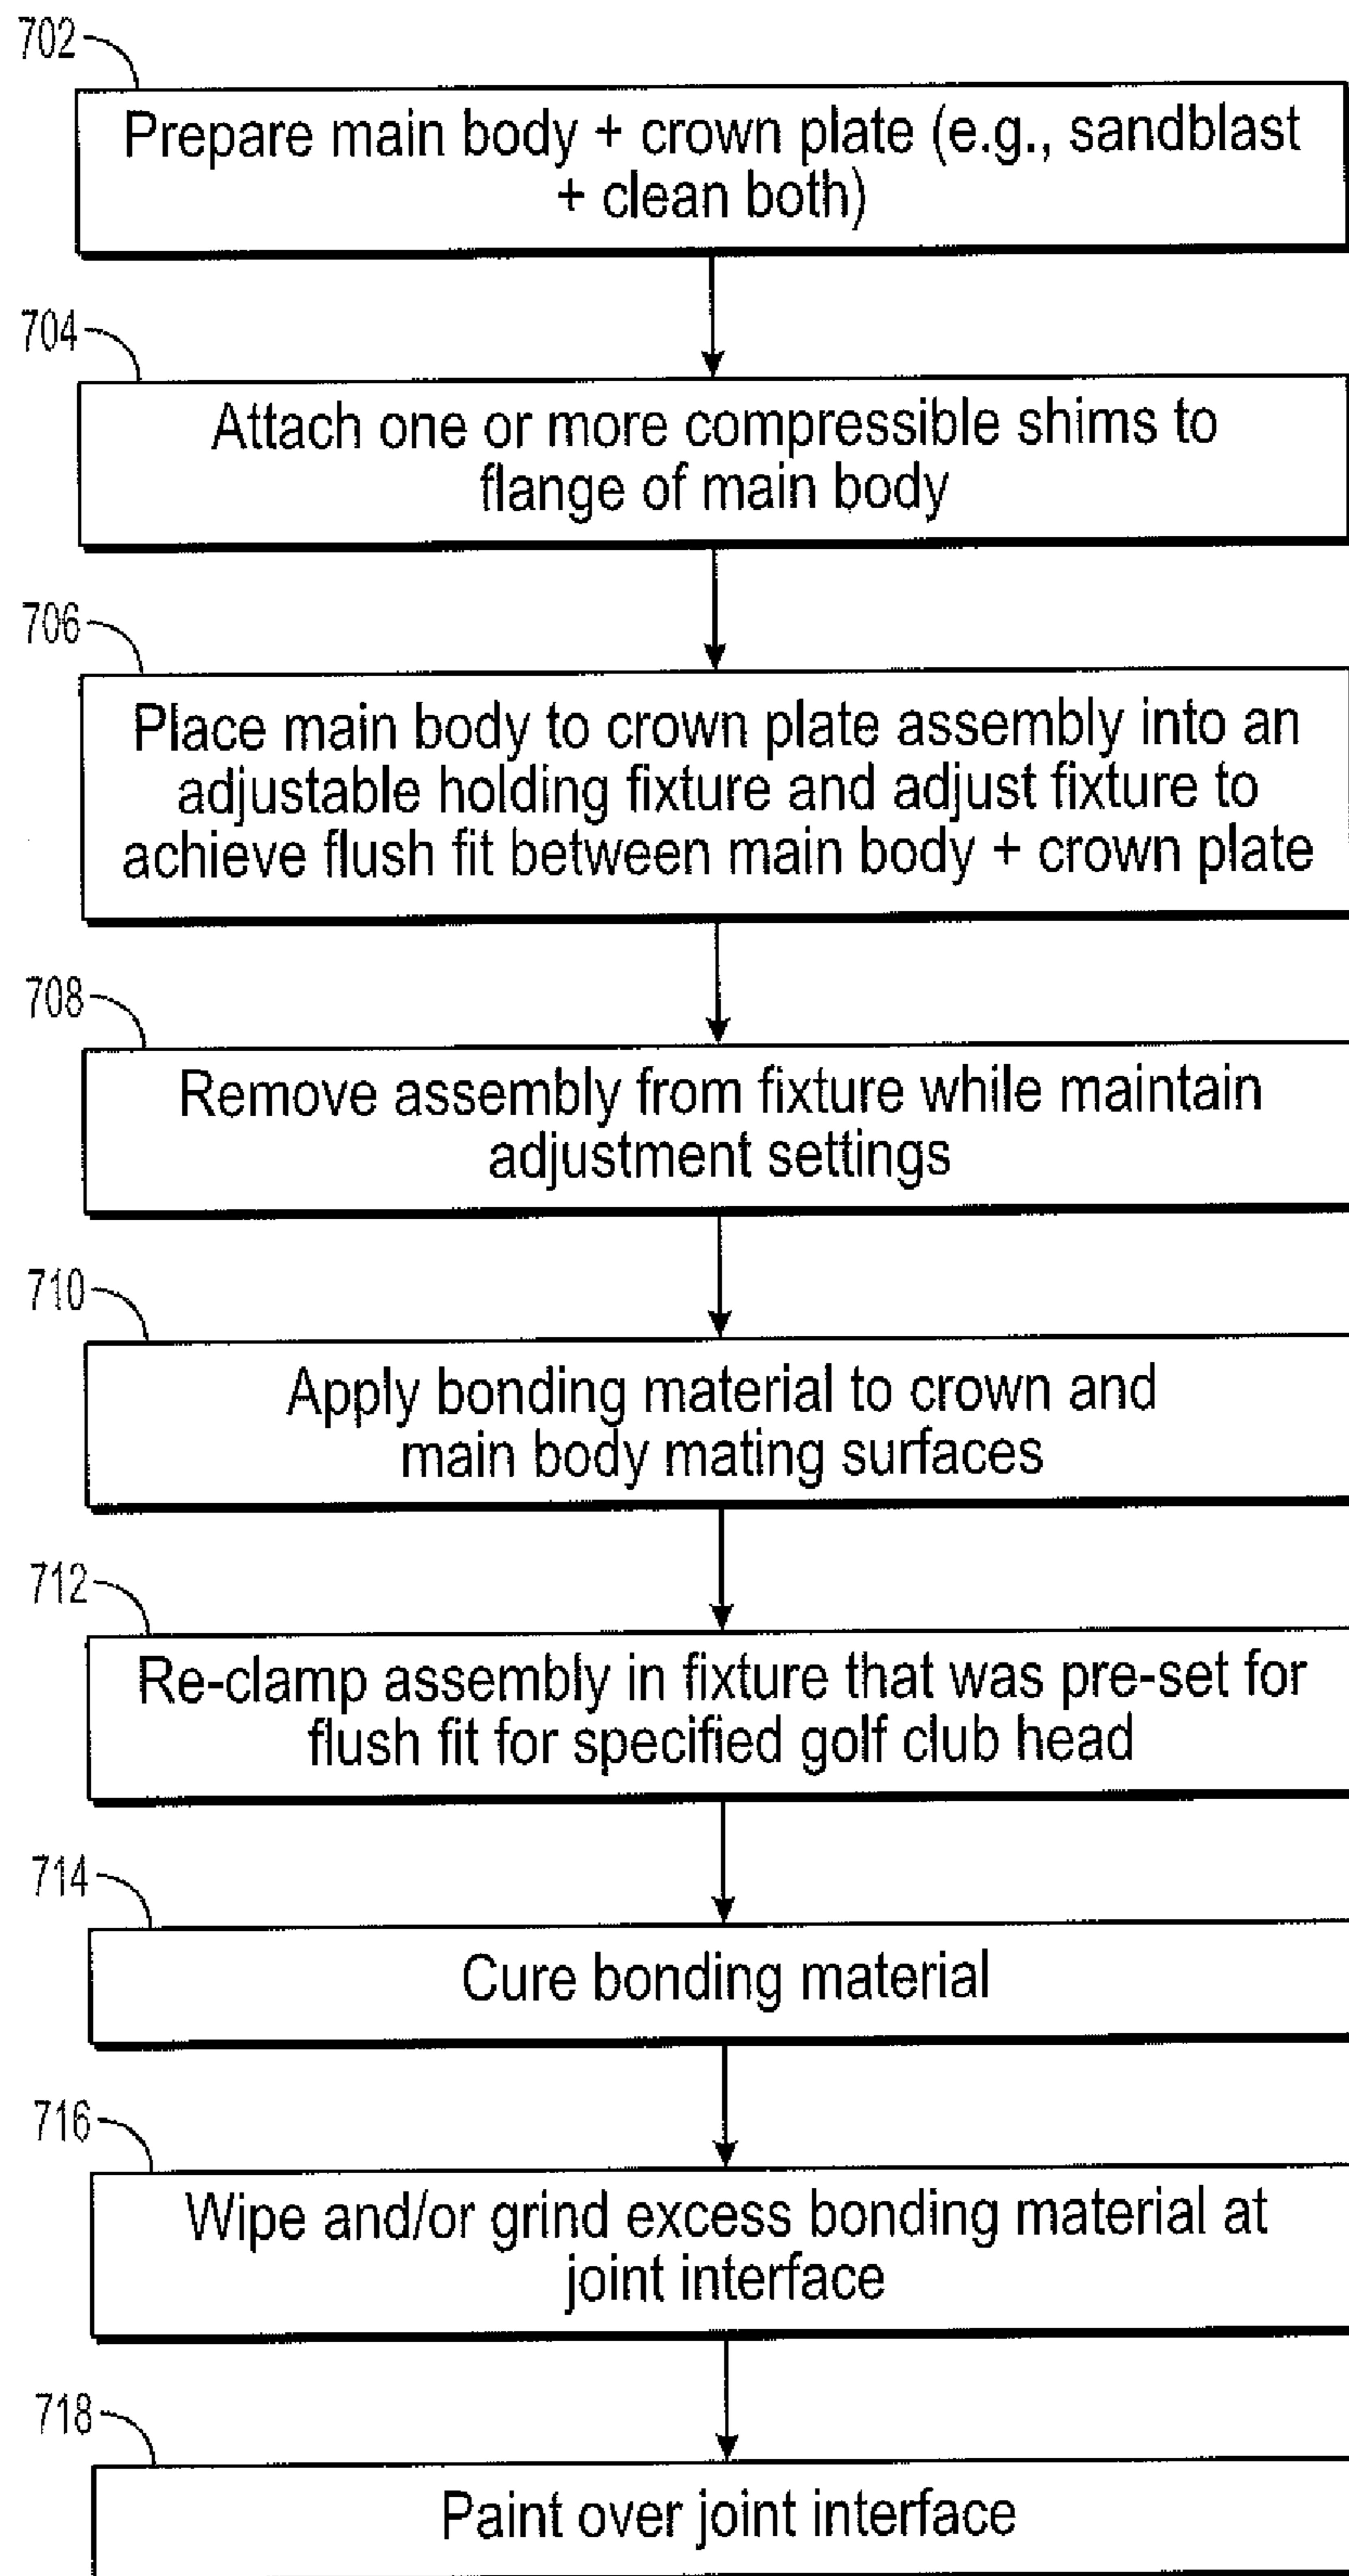 702
Prepare main body + crown plate (e.g., sandblast
+ clean both)
704
Attach one or more compressible shims to
flange of main body
706
Place main body to crown plate assembly into an
adjustable holding fixture and adjust fixture to
achieve flush fit between main body + crown plate
708
Remove assembly from fixture while maintain
adjustment settings
710
Apply bonding material to crown and
main body mating surfaces
712
Re-clamp assembly in fixture that was pre-set for
flush fit for specified golf club head
714
Cure bonding material
716
Wipe and/or grind excess bonding material at
joint interface
718
Paint over joint interface